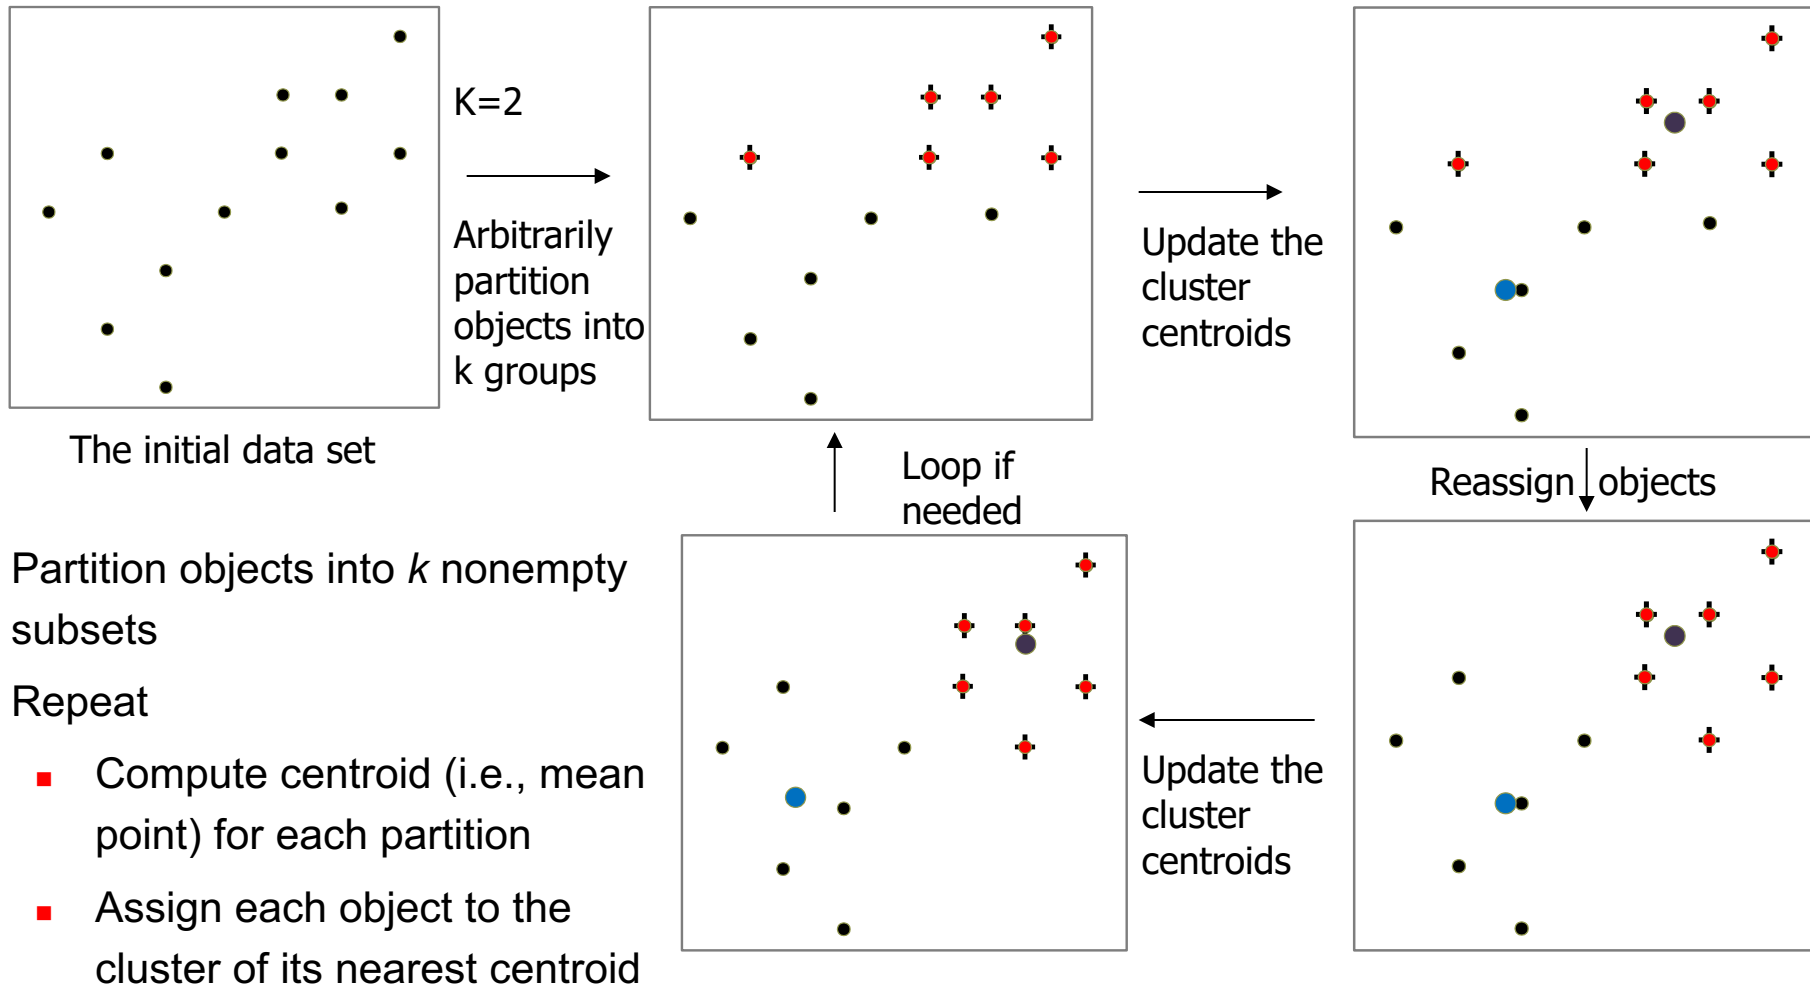 K=2
Arbitrarily
partition
objects into
k groups
Update the
cluster
centroids
The initial data set
Loop if
needed
Reassign objects
Partition objects into k nonempty
subsets
Repeat
Compute centroid (i.e., mean
point) for each partition
Assign each object to the
cluster of its nearest centroid
Update the
cluster
centroids